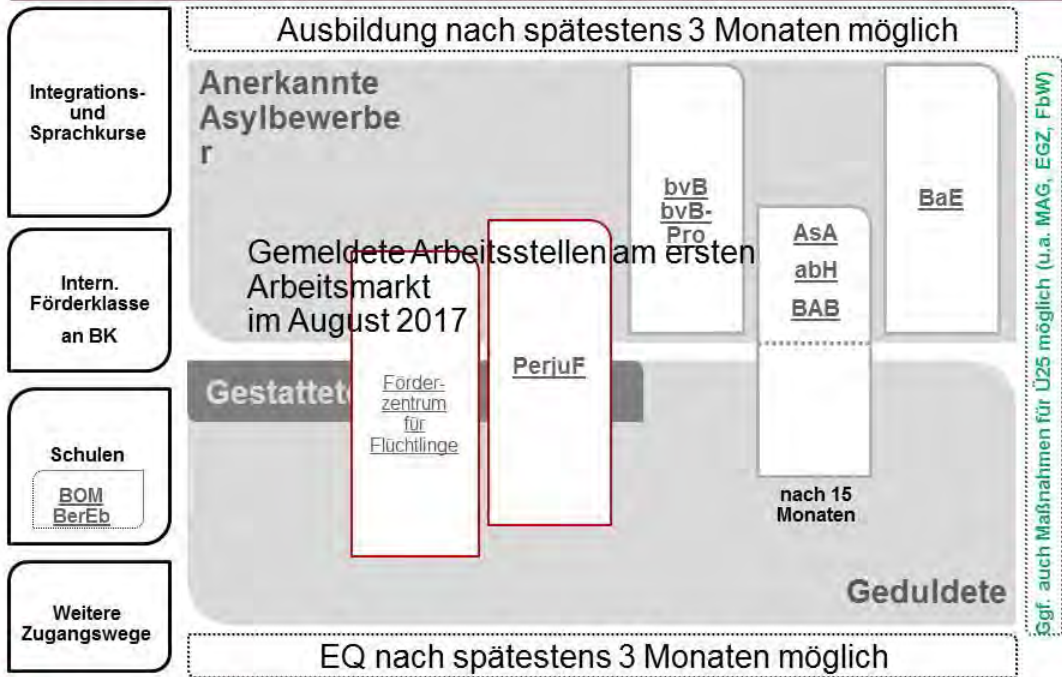 Ausbildung nach spätestens 3 Monaten möglich
Integrations-
und
Sprachkurse
Intern.
Förderklasse
an BK
Schulen
BOM
BerEb
Weitere
Zugangswege
Anerkannte
Asylbewerbe
r
Gemeldete Arbeitsstellen am ersten
Arbeitsmarkt
im August 2017
Gestattete
Förder-
zentrum
für
Flüchtlinge
PerjuF
bvB
bvB-
Pro
AsA
abH
BAB
nach 15
Monaten
BaE
Geduldete
EQ nach spätestens 3 Monaten möglich
Ggf. auch Maßnahmen für Ü25 möglich (u.a. MAG, EGZ, FbW)